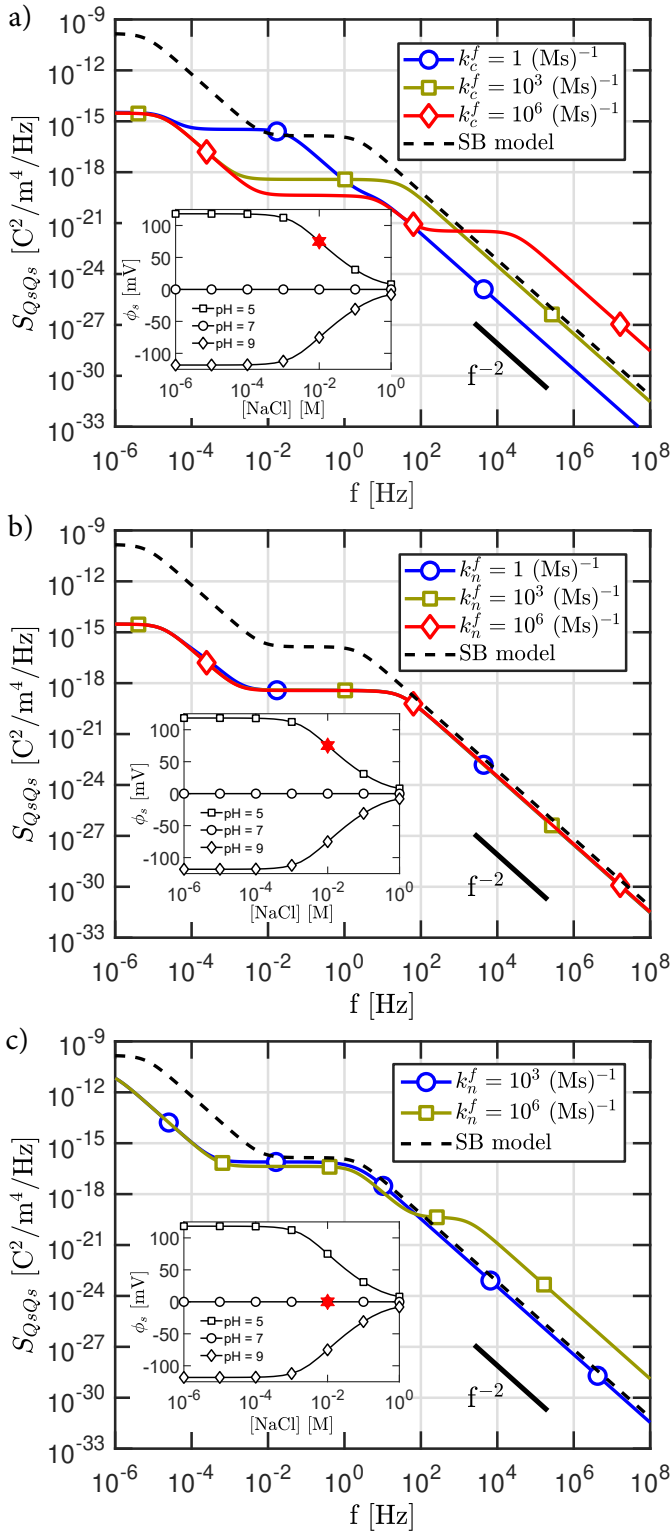 a)
10^-9
10^-12
10^-15
10^-18
10^-21
10^-24
10^-27
10^-30
10^-33
S_QsQs [C²/m⁴/Hz]
k_c^f = 1 (Ms)^-1
k_c^f = 10^3 (Ms)^-1
k_c^f = 10^6 (Ms)^-1
SB model
100
50
0
-50
-100
ϕ_s [mV]
pH = 5
pH = 7
pH = 9
10^-6 10^-4 10^-2 10^0
[NaCl] [M]
f^-2
10^-6 10^-4 10^-2 10^0 10^2 10^4 10^6 10^8
f [Hz]
b)
10^-9
10^-12
10^-15
10^-18
10^-21
10^-24
10^-27
10^-30
10^-33
S_QsQs [C²/m⁴/Hz]
k_n^f = 1 (Ms)^-1
k_n^f = 10^3 (Ms)^-1
k_n^f = 10^6 (Ms)^-1
SB model
100
50
0
-50
-100
ϕ_s [mV]
pH = 5
pH = 7
pH = 9
10^-6 10^-4 10^-2 10^0
[NaCl] [M]
f^-2
10^-6 10^-4 10^-2 10^0 10^2 10^4 10^6 10^8
f [Hz]
c)
10^-9
10^-12
10^-15
10^-18
10^-21
10^-24
10^-27
10^-30
10^-33
S_QsQs [C²/m⁴/Hz]
k_n^f = 10^3 (Ms)^-1
k_n^f = 10^6 (Ms)^-1
SB model
100
50
0
-50
-100
ϕ_s [mV]
pH = 5
pH = 7
pH = 9
10^-6 10^-4 10^-2 10^0
[NaCl] [M]
f^-2
10^-6 10^-4 10^-2 10^0 10^2 10^4 10^6 10^8
f [Hz]